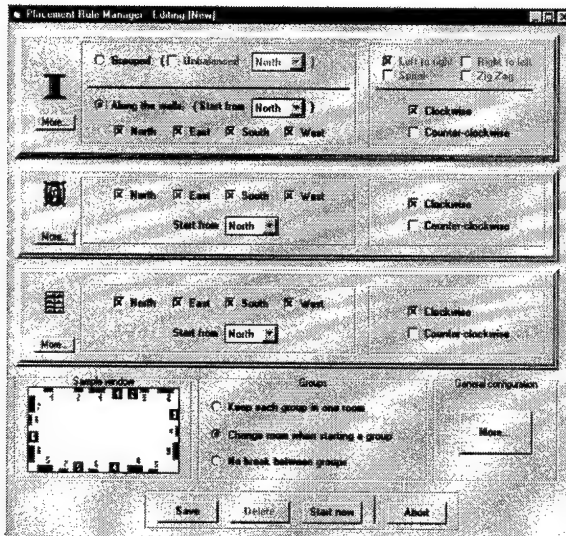 Placement Rule Manager - Editing [New]
Grouped (Unbalanced North)
Left to right Right to left
Spiral Zig Zag
Along the walls (Start from North)
Clockwise
More...
North East South West
Counter-clockwise
North East South West
Clockwise
Start from North
Counter-clockwise
More...
North East South West
Clockwise
Start from North
Counter-clockwise
More...
Sample window
Groups
General configuration
Keep each group in one room
Change room when starting a group
More...
No break between groups
Save Delete Start now About